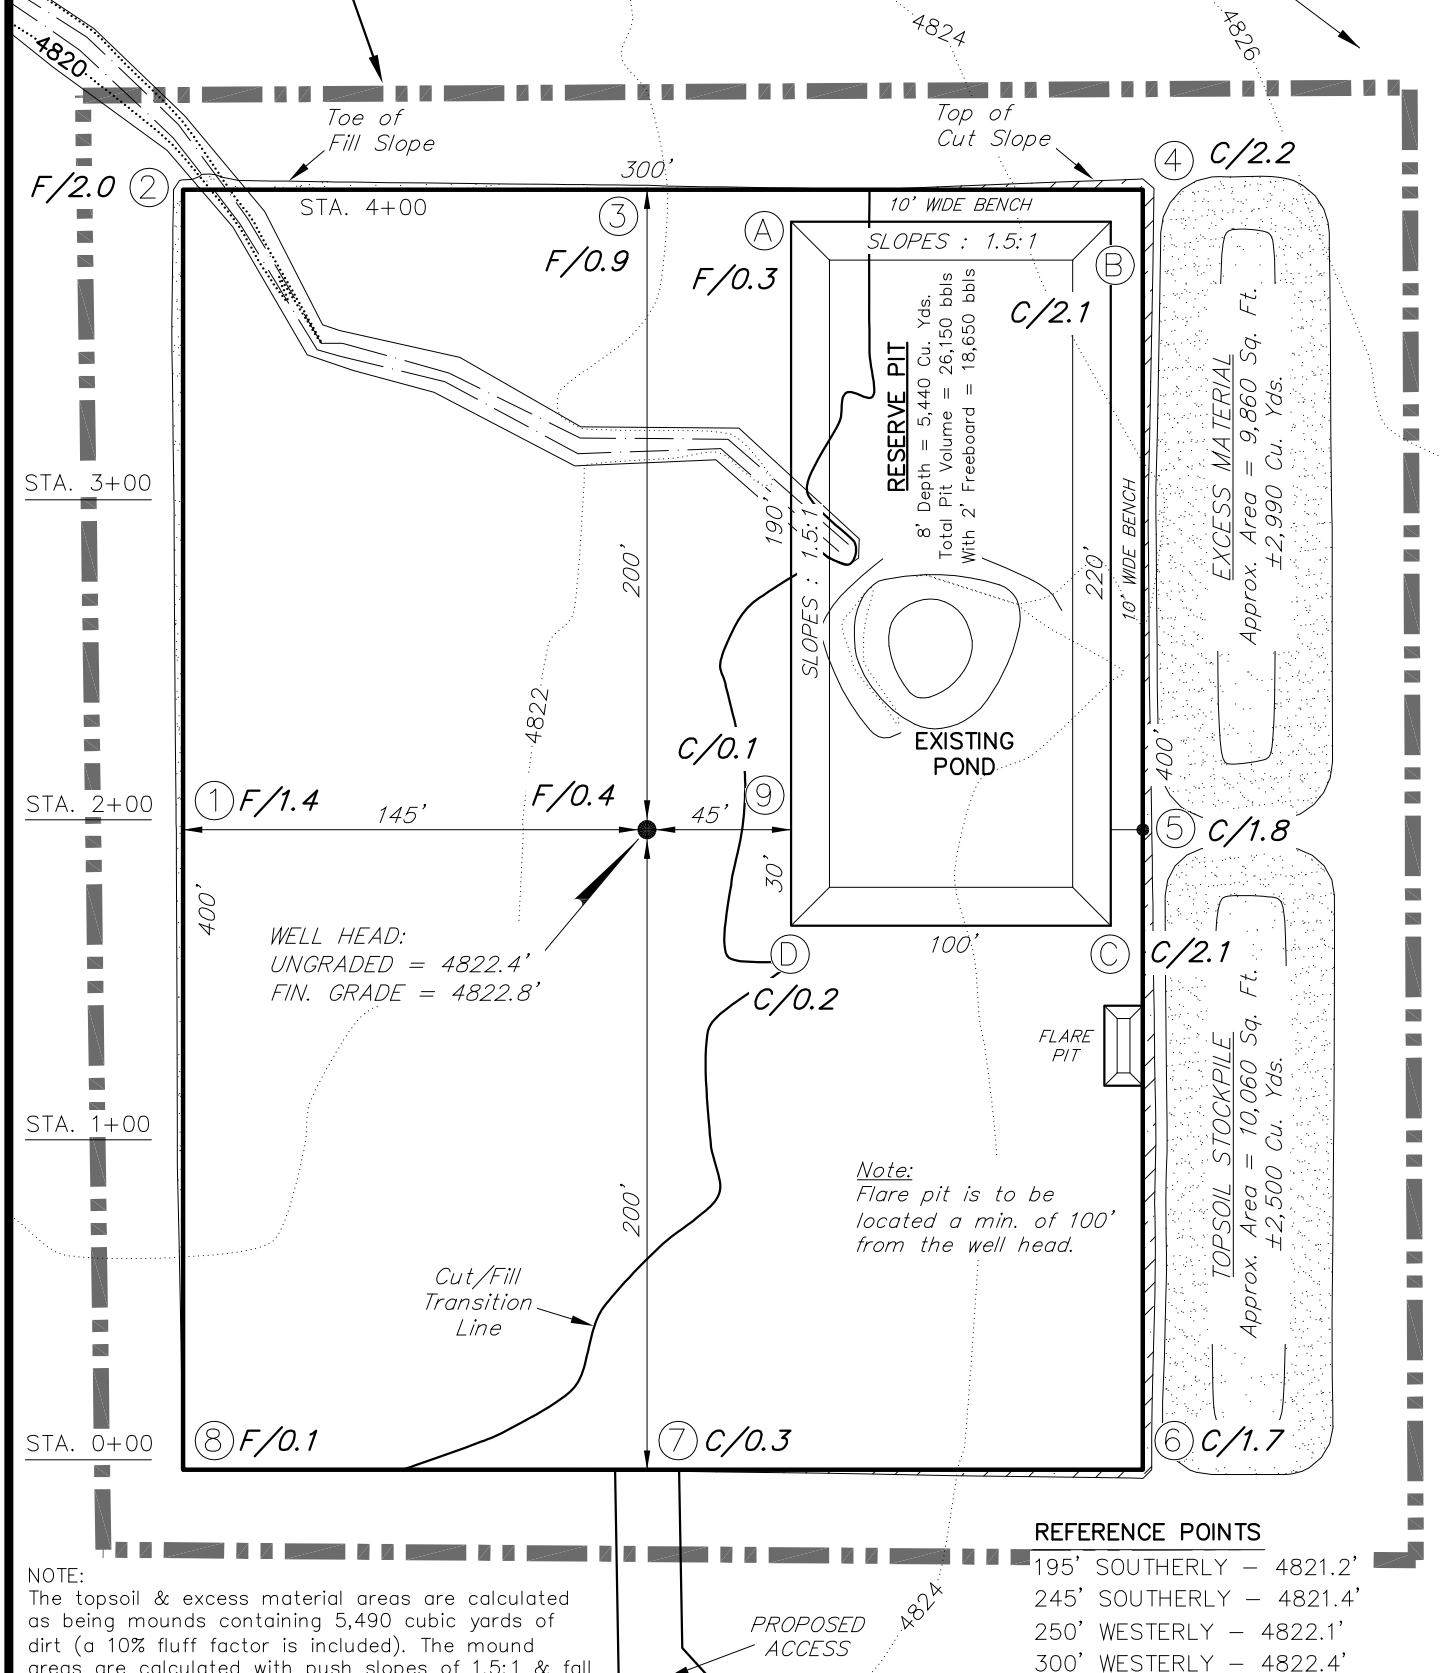 4820
4824
4826
Toe of
Fill Slope
Top of
Cut Slope
F/2.0
2
300'
4
C/2.2
STA. 4+00
3
F/0.9
A
F/0.3
10' WIDE BENCH
SLOPES : 1.5:1
B
C/2.1
RESERVE PIT
8' Depth = 5,440 Cu. Yds.
Total Pit Volume = 26,150 bbls
With 2' Freeboard = 18,650 bbls
EXCESS MATERIAL
Approx. Area = 9,860 Sq. Ft.
±2,990 Cu. Yds.
STA. 3+00
200'
190'
SLOPES : 1.5:1
220'
10' WIDE BENCH
4822
C/0.1
EXISTING
POND
400'
STA. 2+00
1
F/1.4
145'
F/0.4
45'
9
5
C/1.8
400'
30'
WELL HEAD:
UNGRADED = 4822.4'
FIN. GRADE = 4822.8'
D
C/0.2
100'
C
C/2.1
FLARE
PIT
TOPSOIL STOCKPILE
Approx. Area = 10,060 Sq. Ft.
±2,500 Cu. Yds.
STA. 1+00
200'
Note:
Flare pit is to be
located a min. of 100'
from the well head.
Cut/Fill
Transition
Line
STA. 0+00
8
F/0.1
7
C/0.3
6
C/1.7
REFERENCE POINTS
195' SOUTHERLY – 4821.2'
245' SOUTHERLY – 4821.4'
250' WESTERLY – 4822.1'
300' WESTERLY – 4822.4'
4824
PROPOSED
ACCESS
NOTE:
The topsoil & excess material areas are calculated
as being mounds containing 5,490 cubic yards of
dirt (a 10% fluff factor is included). The mound
areas are calculated with push slopes of 1.5:1 & fall